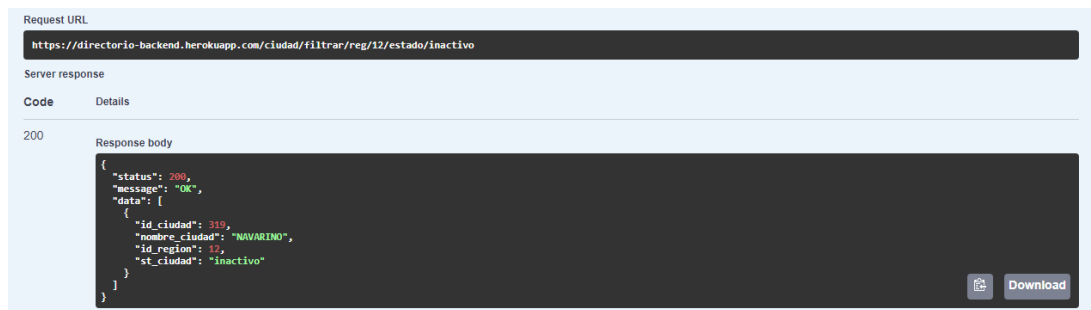 Request URL
https://directorio-backend.herokuapp.com/ciudad/filtrar/reg/12/estado/inactivo
Server response
Code Details
200
Response body
{
"status": 200,
"message": "OK",
"data": [
{
"id_ciudad": 319,
"nombre_ciudad": "NAVARINO",
"id_region": 12,
"st_ciudad": "inactivo"
}
]
}
Download